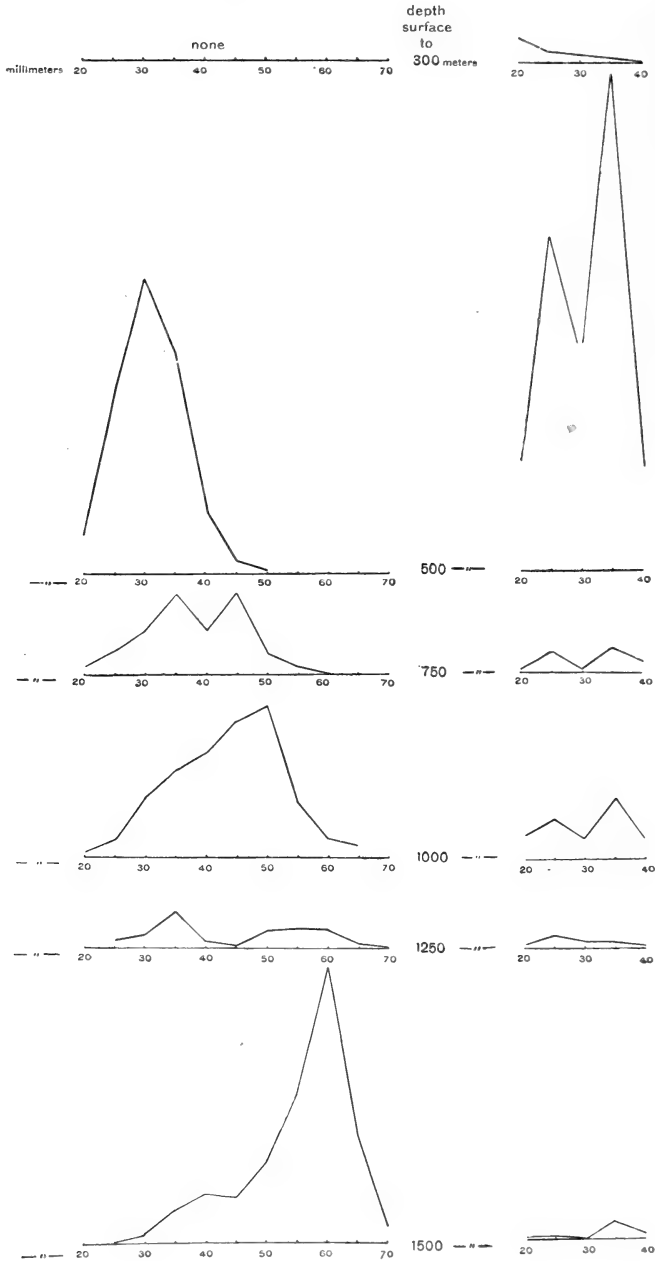 depth
surface
to
none
300 meters
millimeters 20 30 40 50 60 70
20 30 40
— " — 20 30 40 50 60 70 500 — " — 20 30 40
— " — 20 30 40 50 60 70 750 — " — 20 30 40
— " — 20 30 40 50 60 70 1000 — " — 20 30 40
— " — 20 30 40 50 60 70 1250 — " — 20 30 40
— " — 20 30 40 50 60 70 1500 — " — 20 30 40